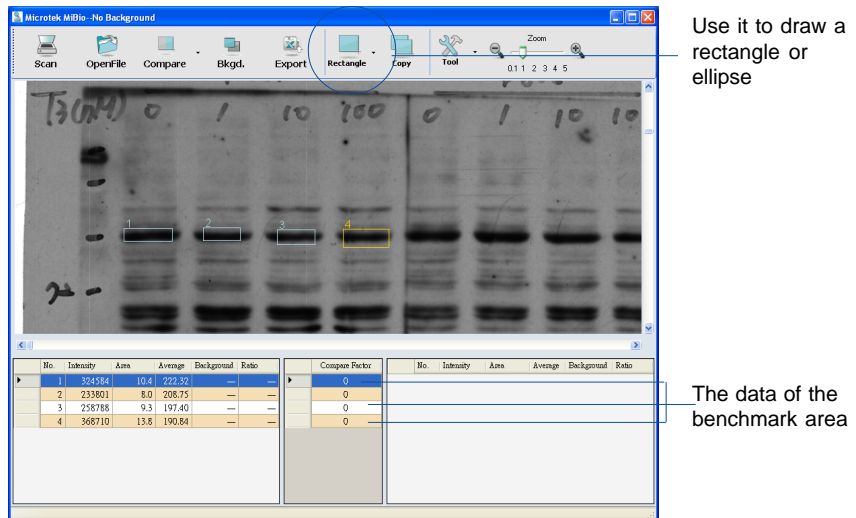 Microtek MiBio--No Background
Scan OpenFile Compare Bkgd. Export Rectangle Copy Tool Zoom
0.1 1 2 3 4 5
Use it to draw a
rectangle or
ellipse
T3(nM) 0 1 10 100 0 1 10 10
1 2 3 4
No. Intensity Area Average Background Ratio
1 324584 10.4 222.32 — —
2 233801 8.0 208.75 — —
3 258788 9.3 197.40 — —
4 368710 13.8 190.84 — —
Compare Factor
0
0
0
0
No. Intensity Area Average Background Ratio
The data of the
benchmark area